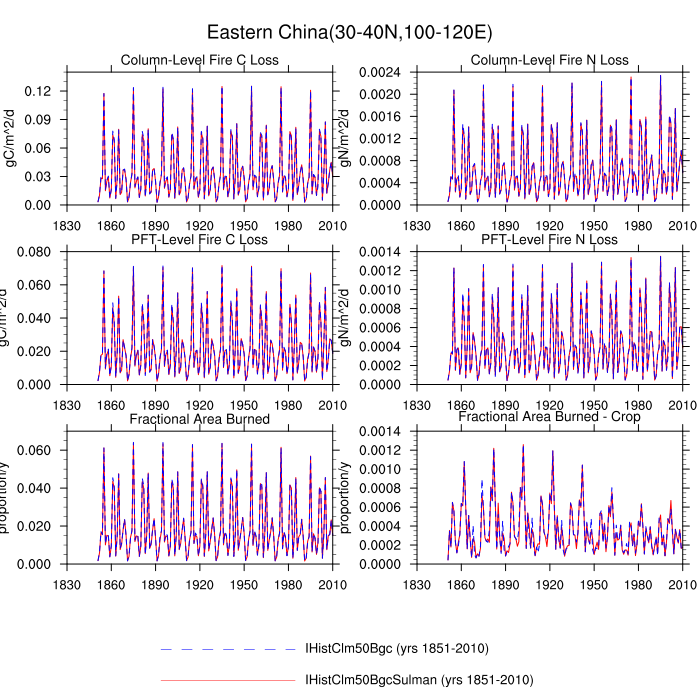 Eastern China(30-40N,100-120E)
Column-Level Fire C Loss
Column-Level Fire N Loss
gC/m^2/d
0.12
0.09
0.06
0.03
0.00
1830 1860 1890 1920 1950 1980 2010
gN/m^2/d
0.0024
0.0020
0.0016
0.0012
0.0008
0.0004
0.0000
1830 1860 1890 1920 1950 1980 2010
PFT-Level Fire C Loss
PFT-Level Fire N Loss
gC/m^2/d
0.080
0.060
0.040
0.020
0.000
1830 1860 1890 1920 1950 1980 2010
gN/m^2/d
0.0014
0.0012
0.0010
0.0008
0.0006
0.0004
0.0002
0.0000
1830 1860 1890 1920 1950 1980 2010
Fractional Area Burned
Fractional Area Burned - Crop
proportion/y
0.060
0.040
0.020
0.000
1830 1860 1890 1920 1950 1980 2010
proportion/y
0.0014
0.0012
0.0010
0.0008
0.0006
0.0004
0.0002
0.0000
1830 1860 1890 1920 1950 1980 2010
IHistClm50Bgc (yrs 1851-2010)
IHistClm50BgcSulman (yrs 1851-2010)